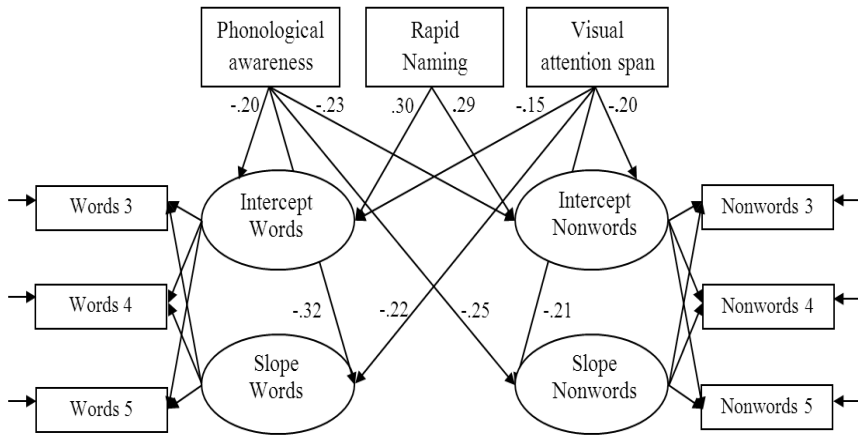 Phonological
awareness
Rapid
Naming
Visual
attention span
-.20
-.23
.30
.29
-.15
-.20
Words 3
Intercept
Words
Intercept
Nonwords
Nonwords 3
Words 4
-.32
-.22
-.25
-.21
Nonwords 4
Slope
Words
Slope
Nonwords
Words 5
Nonwords 5